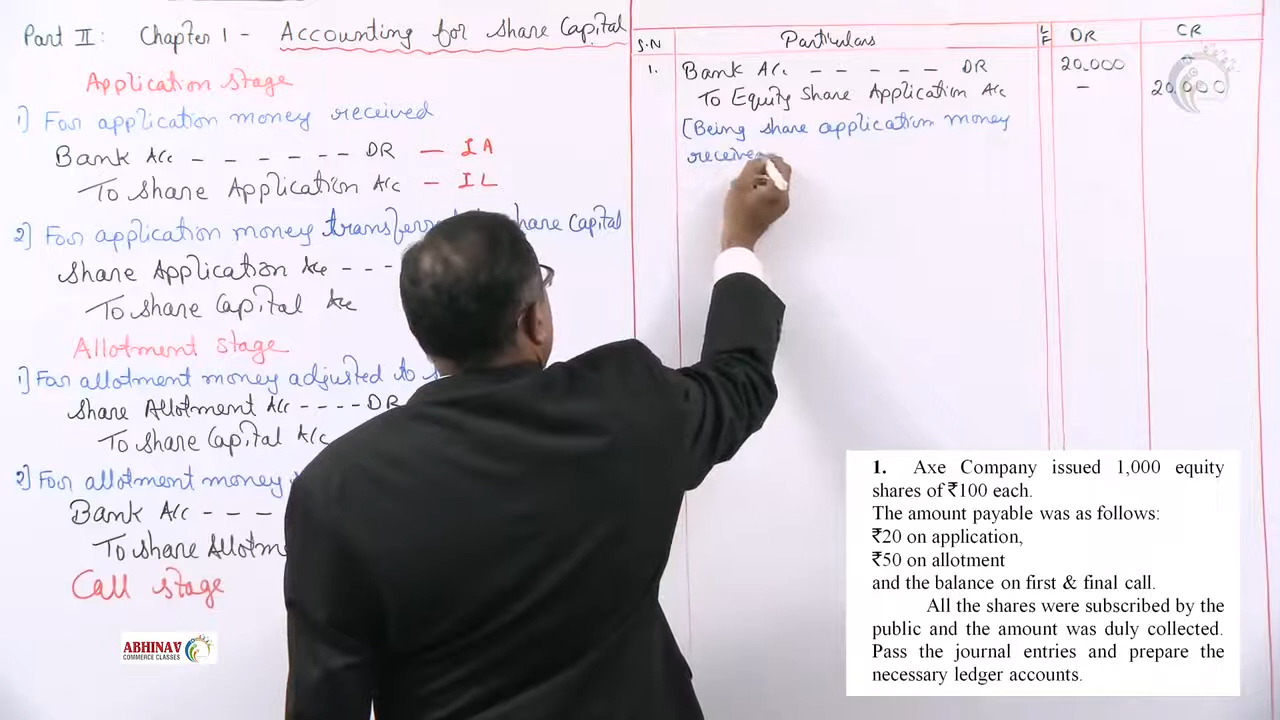 Part II: Chapter 1 - Accounting for Share Capital
Application stage
1) For application money received
Bank A/c - - - - - - DR - IA
To Share Application A/c - IL
2) For application money share Capital
Share Application A/c - - -
To Share Capital A/c
Allotment stage
1) For allotment money adjusted to
Share Allotment A/c - - - - DR
To Share Capital A/c
2) For allotment money
Bank A/c - - -
To Share
Call stage
S.N Particulars LF DR CR
1. Bank A/c - - - - - DR 20,000 -
To Equity Share Application A/c - 20,000
(Being share application money
1. Axe Company issued 1,000 equity
shares of ₹100 each.
The amount payable was as follows:
₹20 on application,
₹50 on allotment
and the balance on first & final call.
All the shares were subscribed by the
public and the amount was duly collected.
Pass the journal entries and prepare the
necessary ledger accounts.
ABHINAV
COMMERCE CLASSES